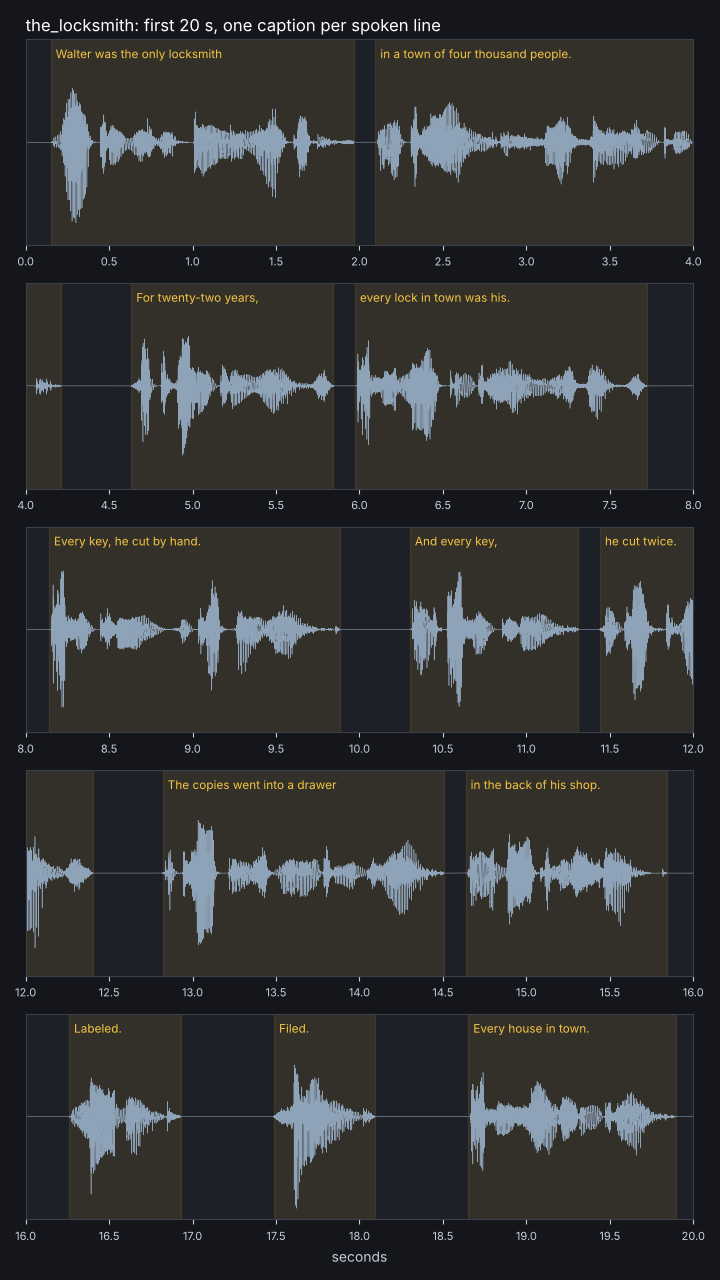 the_locksmith: first 20 s, one caption per spoken line
Walter was the only locksmith
in a town of four thousand people.
0.0 0.5 1.0 1.5 2.0 2.5 3.0 3.5 4.0
For twenty-two years,
every lock in town was his.
4.0 4.5 5.0 5.5 6.0 6.5 7.0 7.5 8.0
Every key, he cut by hand.
And every key,
he cut twice.
8.0 8.5 9.0 9.5 10.0 10.5 11.0 11.5 12.0
The copies went into a drawer
in the back of his shop.
12.0 12.5 13.0 13.5 14.0 14.5 15.0 15.5 16.0
Labeled.
Filed.
Every house in town.
16.0 16.5 17.0 17.5 18.0 18.5 19.0 19.5 20.0
seconds